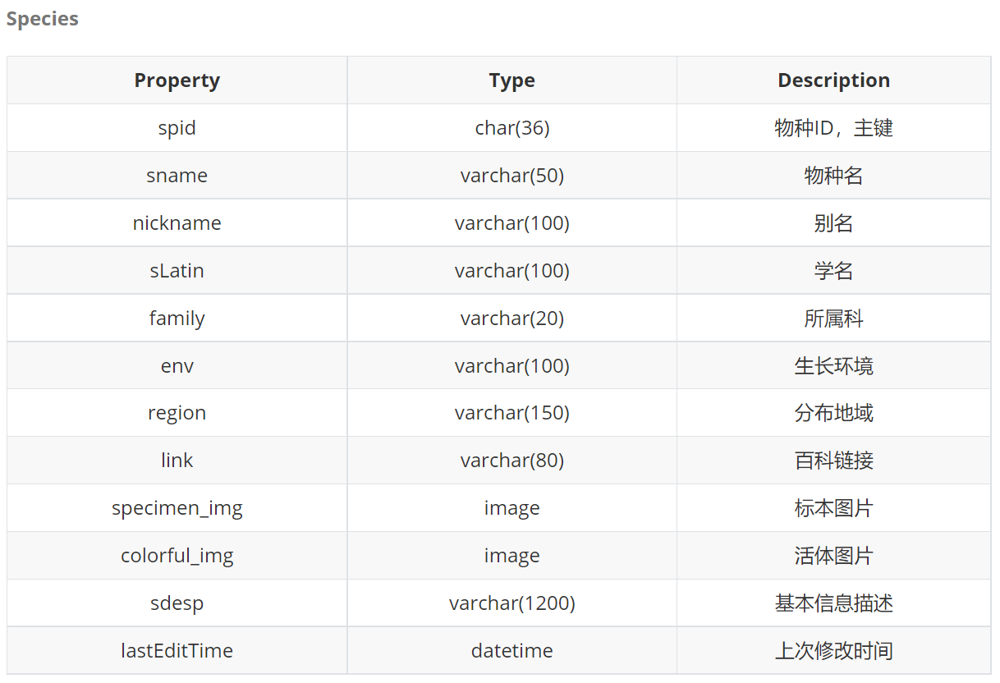 Species
Property Type Description
spid char(36) 物种ID，主键
sname varchar(50) 物种名
nickname varchar(100) 别名
sLatin varchar(100) 学名
family varchar(20) 所属科
env varchar(100) 生长环境
region varchar(150) 分布地域
link varchar(80) 百科链接
specimen_img image 标本图片
colorful_img image 活体图片
sdesp varchar(1200) 基本信息描述
lastEditTime datetime 上次修改时间